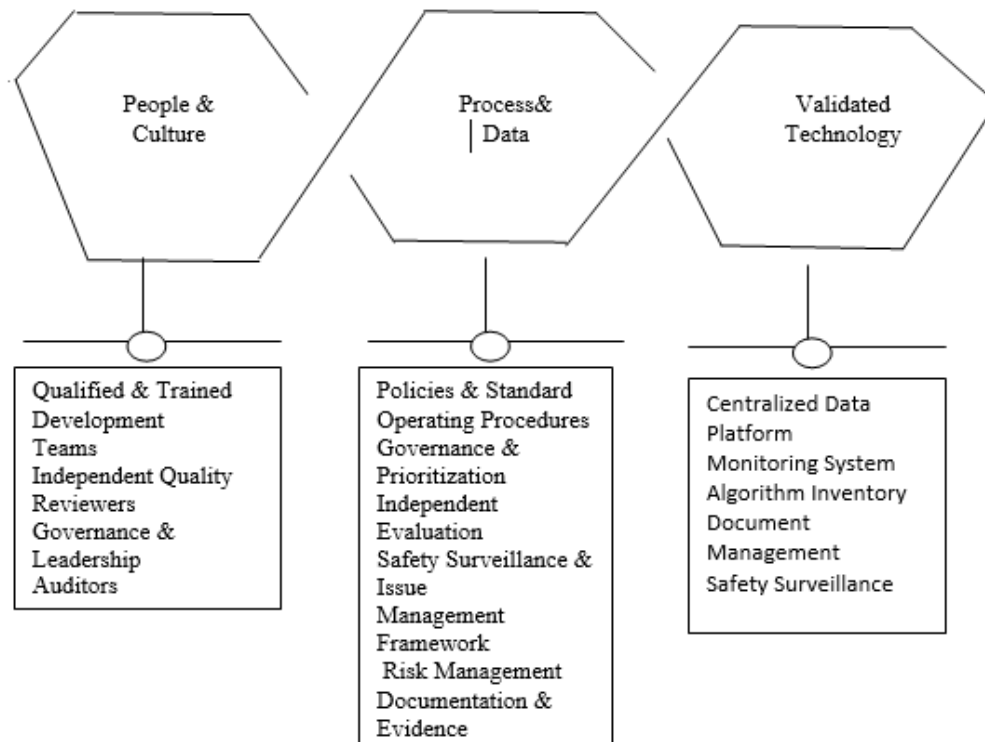 People &
Culture
Process&
Data
Validated
Technology
Qualified & Trained
Development
Teams
Independent Quality
Reviewers
Governance &
Leadership
Auditors
Policies & Standard
Operating Procedures
Governance &
Prioritization
Independent
Evaluation
Safety Surveillance &
Issue
Management
Framework
Risk Management
Documentation &
Evidence
Centralized Data
Platform
Monitoring System
Algorithm Inventory
Document
Management
Safety Surveillance